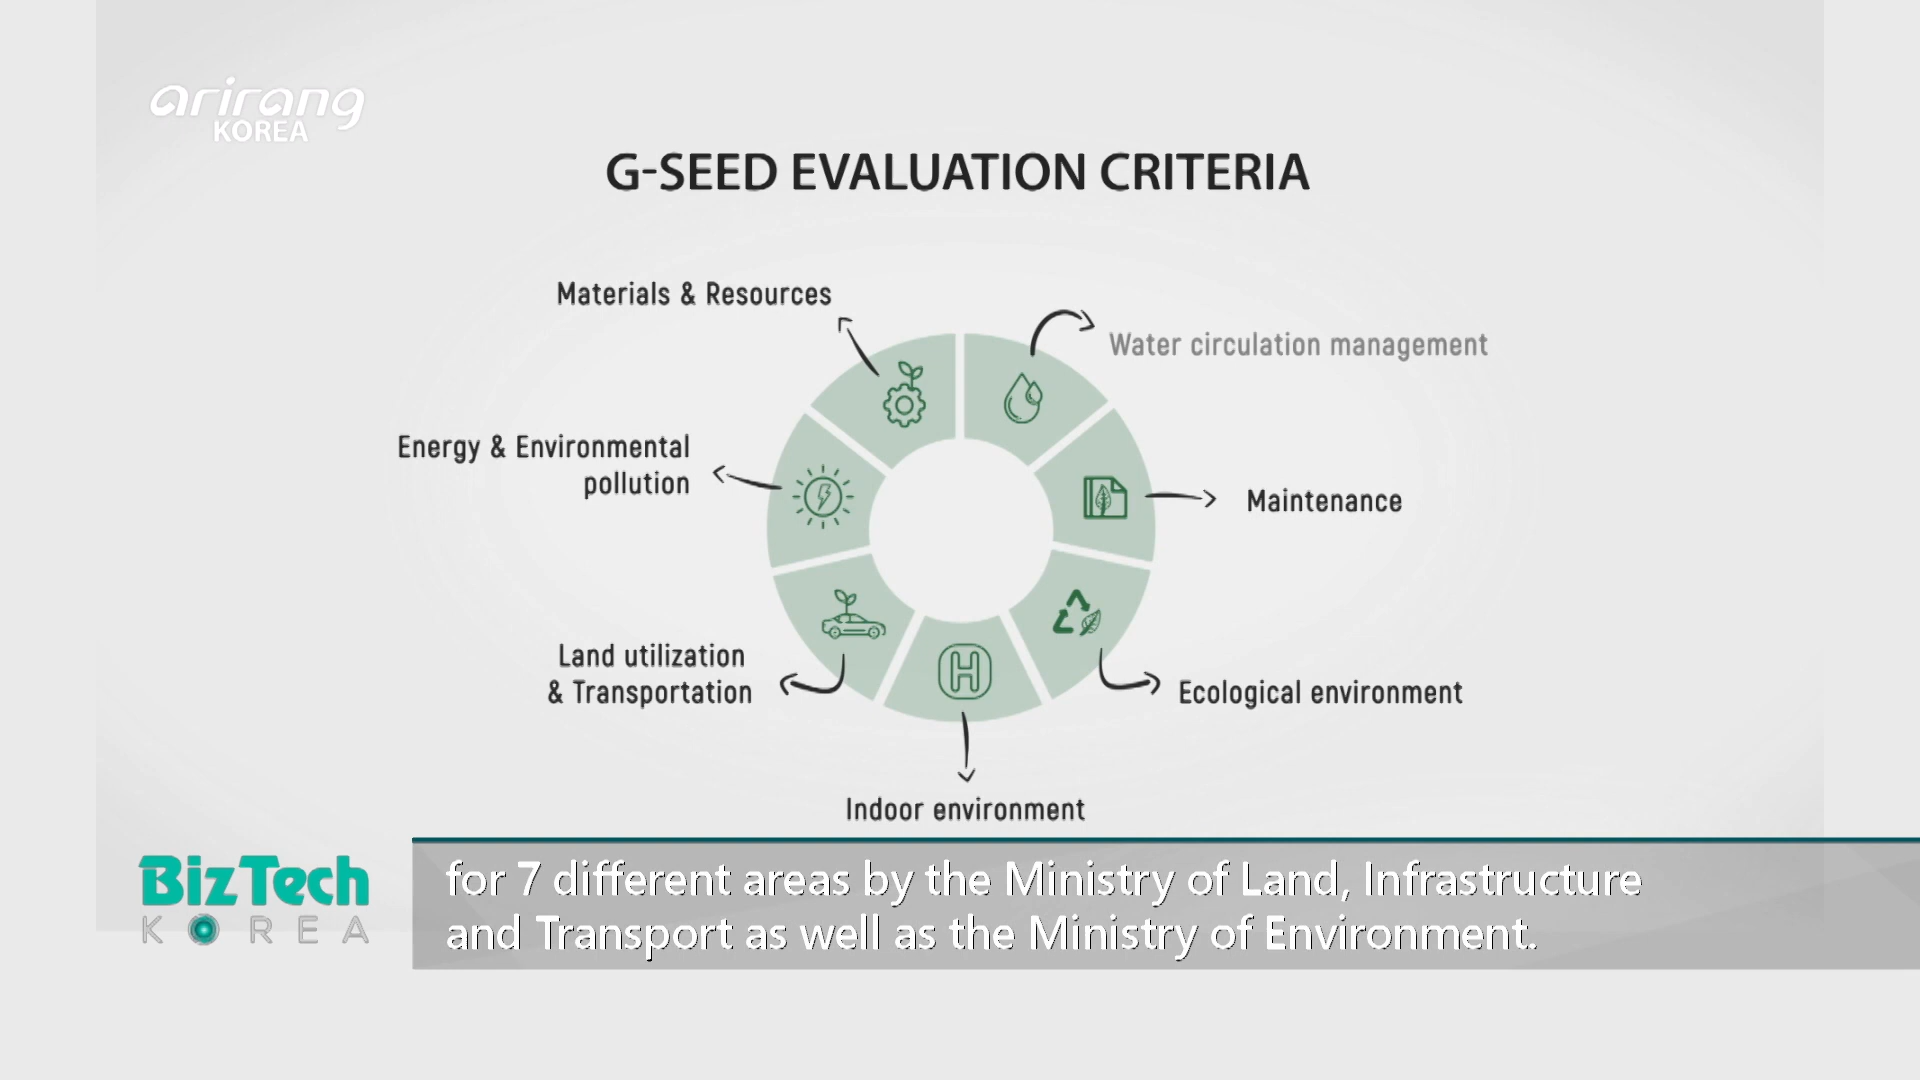 arirang
KOREA
G-SEED EVALUATION CRITERIA
Materials & Resources
Water circulation management
Energy & Environmental
pollution
Maintenance
Land utilization
& Transportation
Ecological environment
Indoor environment
BizTech
KOREA
for 7 different areas by the Ministry of Land, Infrastructure
and Transport as well as the Ministry of Environment.